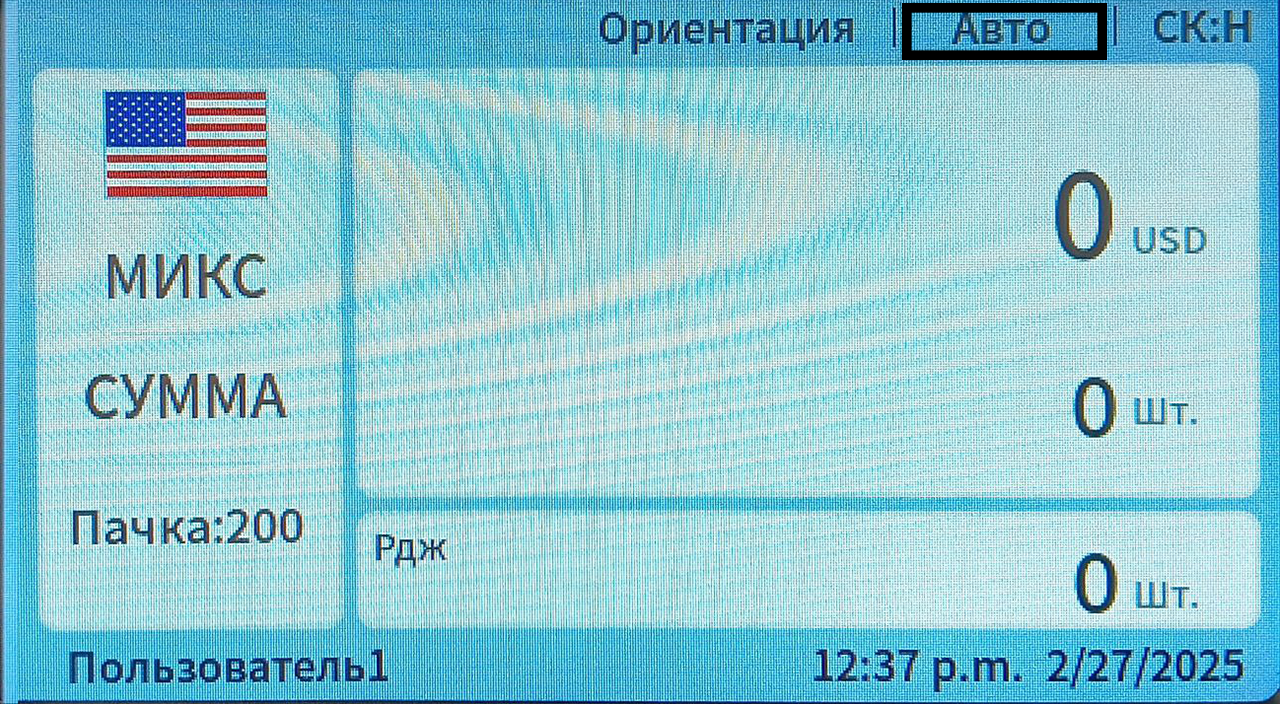 Ориентация | Авто | СК:Н
МИКС
СУММА
Пачка:200
0 USD
0 Шт.
Рдж
0 Шт.
Пользователь1 12:37 p.m. 2/27/2025